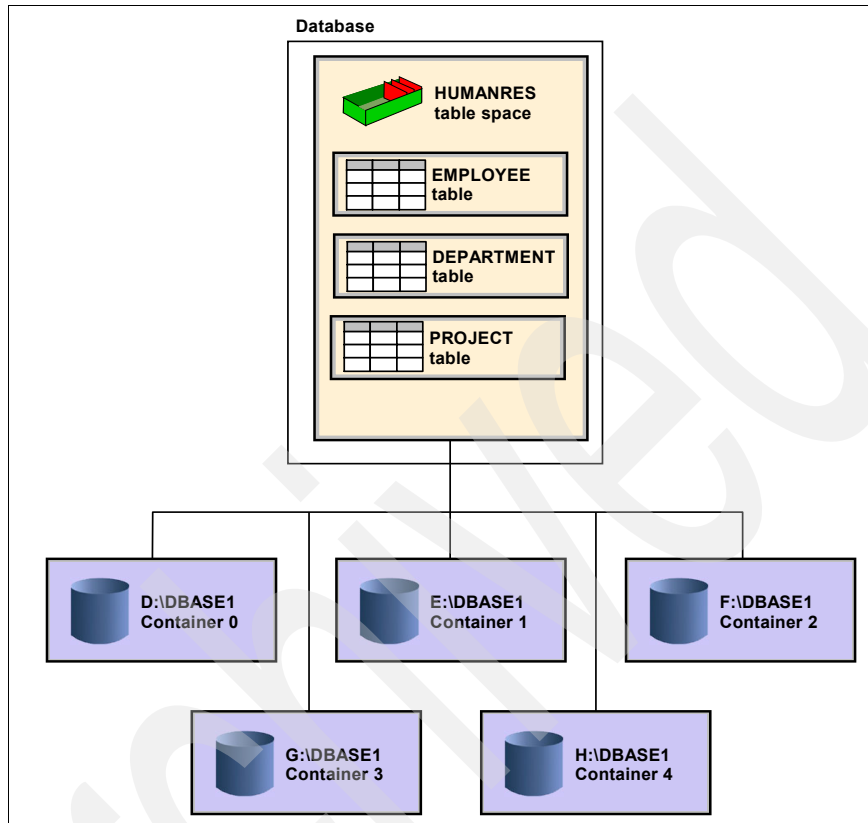 Database
HUMANRES
table space
EMPLOYEE
table
DEPARTMENT
table
PROJECT
table
D:\DBASE1
Container 0
E:\DBASE1
Container 1
F:\DBASE1
Container 2
G:\DBASE1
Container 3
H:\DBASE1
Container 4